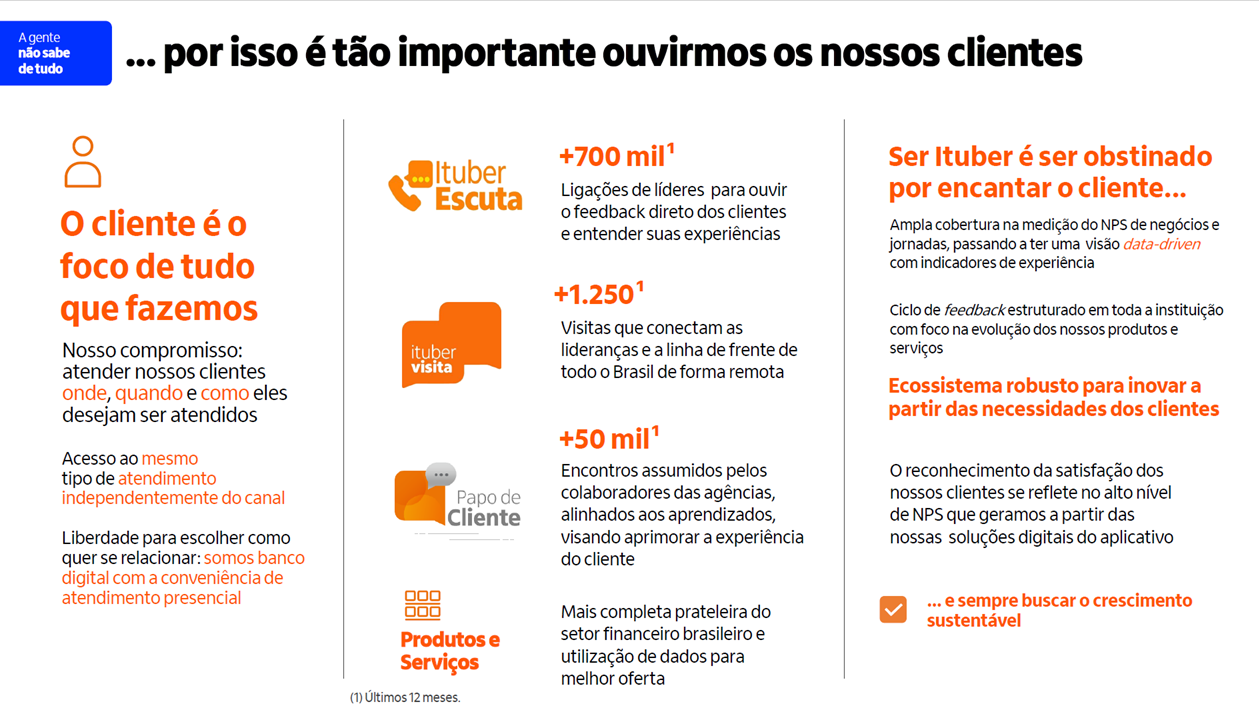 A gente
não sabe
de tudo
... por isso é tão importante ouvirmos os nossos clientes
O cliente é o
foco de tudo
que fazemos
Nosso compromisso:
atender nossos clientes
onde, quando e como eles
desejam ser atendidos
Acesso ao mesmo
tipo de atendimento
independentemente do canal
Liberdade para escolher como
quer se relacionar: somos banco
digital com a conveniência de
atendimento presencial
Ituber
Escuta
+700 mil¹
Ligações de líderes para ouvir
o feedback direto dos clientes
e entender suas experiências
ituber
visita
+1.250¹
Visitas que conectam as
lideranças e a linha de frente de
todo o Brasil de forma remota
Papo de
Cliente
+50 mil¹
Encontros assumidos pelos
colaboradores das agências,
alinhados aos aprendizados,
visando aprimorar a experiência
do cliente
Produtos e
Serviços
Mais completa prateleira do
setor financeiro brasileiro e
utilização de dados para
melhor oferta
(1) Últimos 12 meses.
Ser Ituber é ser obstinado
por encantar o cliente...
Ampla cobertura na medição do NPS de negócios e
jornadas, passando a ter uma visão data-driven
com indicadores de experiência
Ciclo de feedback estruturado em toda a instituição
com foco na evolução dos nossos produtos e
serviços
Ecossistema robusto para inovar a
partir das necessidades dos clientes
O reconhecimento da satisfação dos
nossos clientes se reflete no alto nível
de NPS que geramos a partir das
nossas soluções digitais do aplicativo
... e sempre buscar o crescimento
sustentável